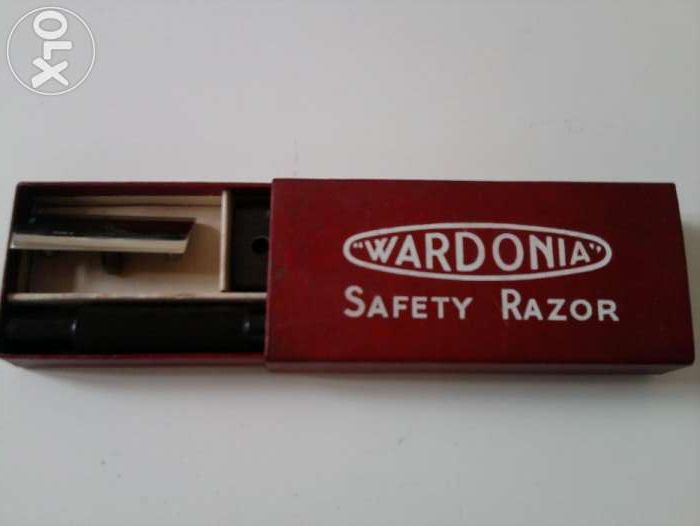 OLX
"WARDONIA"
SAFETY RAZOR